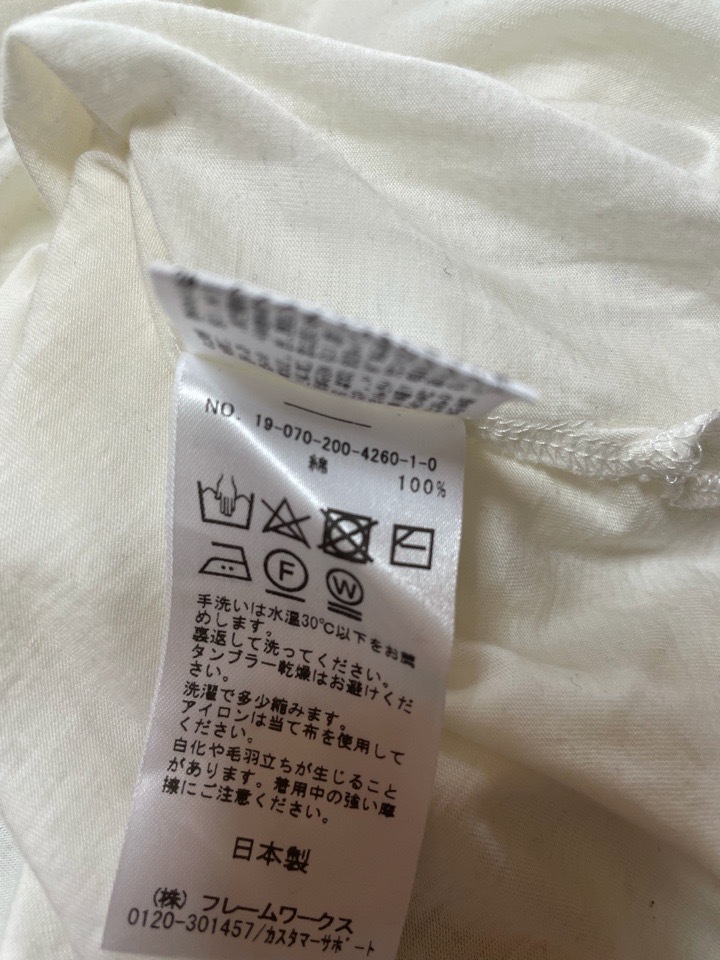 NO. 19-070-200-4260-1-0
綿 100%
F
W
手洗いは水温30℃以下をお薦
めします。
裏返して洗ってください。
タンブラー乾燥はお避けくだ
さい。
洗濯で多少縮みます。
アイロンは当て布を使用して
ください。
白化や毛羽立ちが生じること
があります。着用中の強い摩
擦にご注意ください。
日本製
(株) フレームワークス
0120-301457/カスタマーサポート